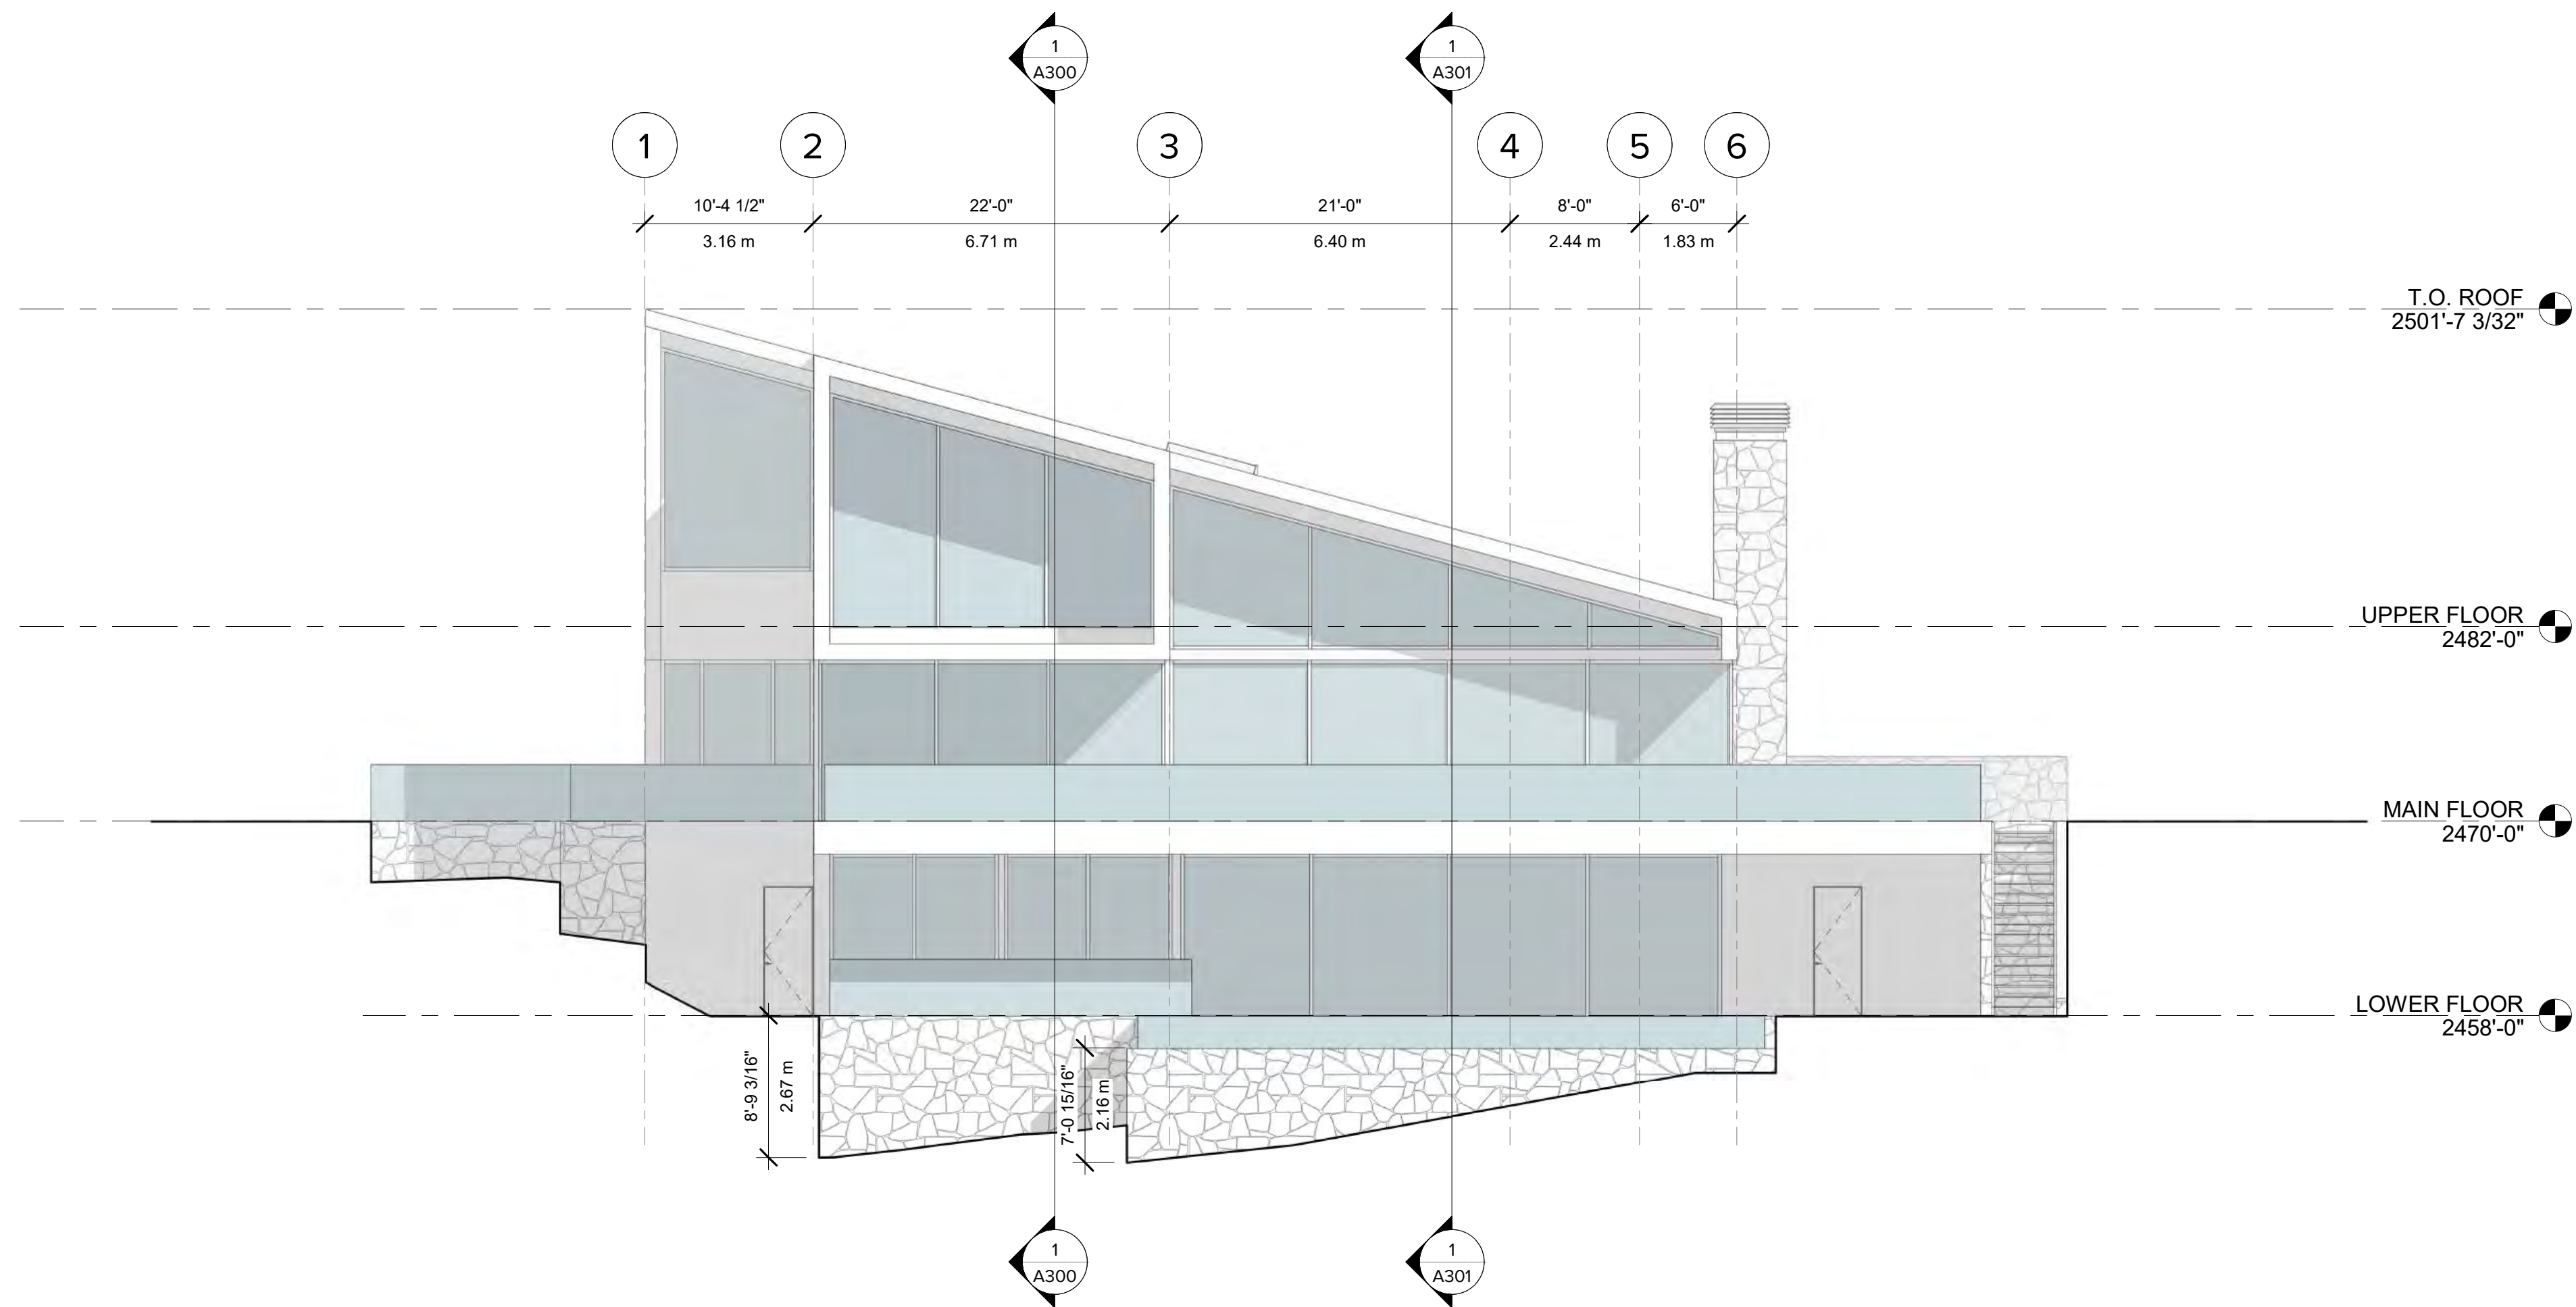 1
A300
1
A301
1
2
3
4
5
6
10'-4 1/2"
22'-0"
21'-0"
8'-0"
6'-0"
3.16 m
6.71 m
6.40 m
2.44 m
1.83 m
T.O. ROOF
2501'-7 3/32"
UPPER FLOOR
2482'-0"
MAIN FLOOR
2470'-0"
LOWER FLOOR
2458'-0"
8'-9 3/16"
2.67 m
7'-0 15/16"
2.16 m
1
A300
1
A301